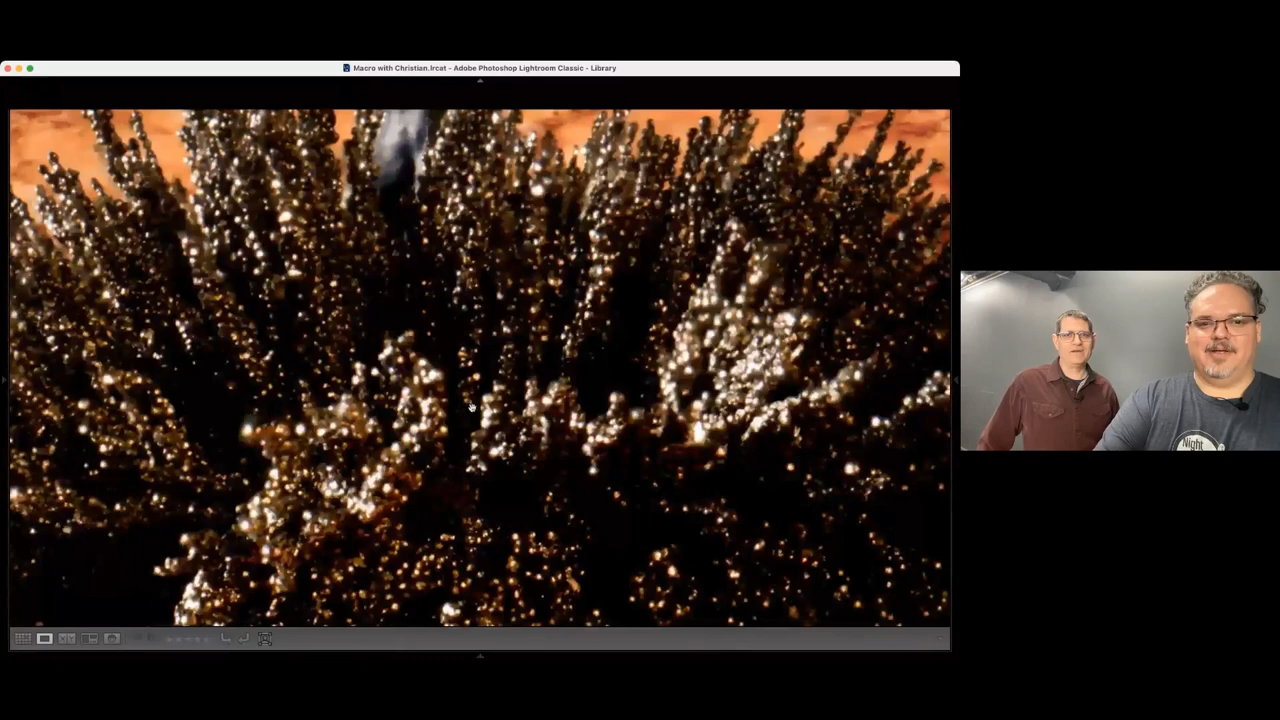 Macro with Christian.lrcat - Adobe Photoshop Lightroom Classic - Library
X Y
Night